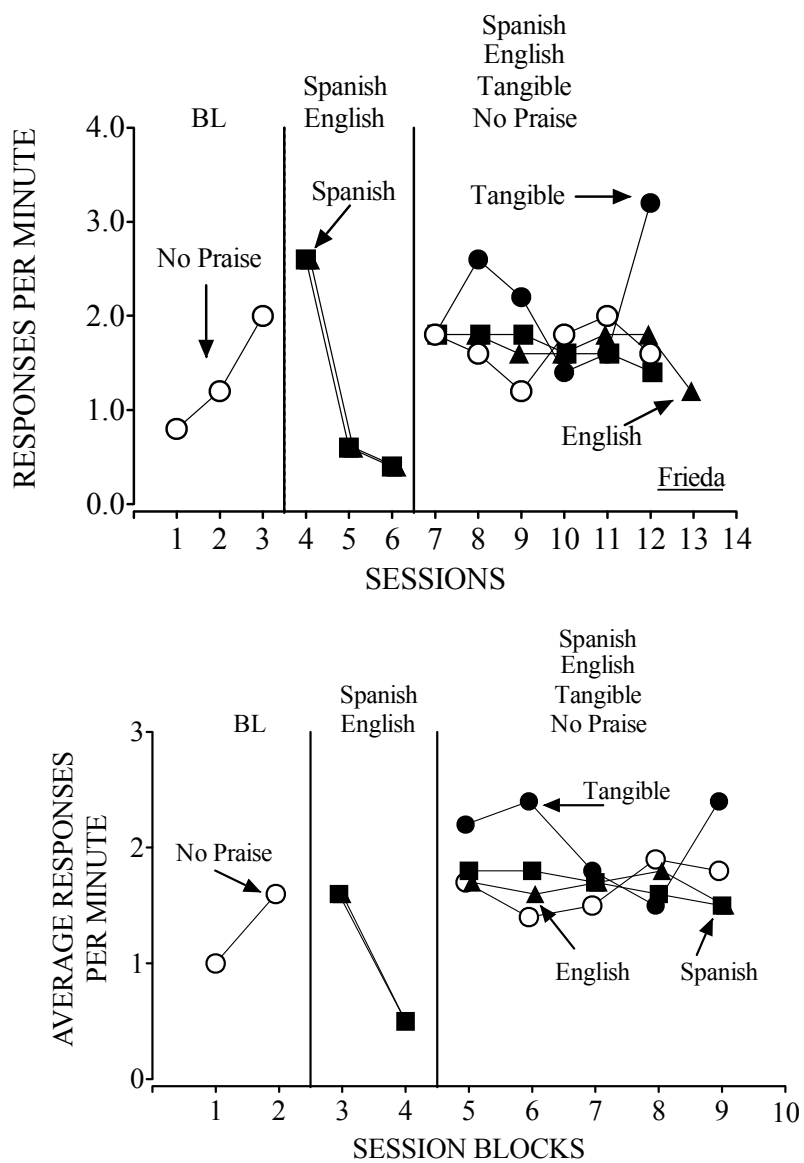 Spanish
English
Tangible
No Praise
Spanish
English
BL
RESPONSES PER MINUTE
4.0
3.0
2.0
1.0
0.0
No Praise
Spanish
Tangible
English
Frieda
1 2 3 4 5 6 7 8 9 10 11 12 13 14
SESSIONS
Spanish
English
Tangible
No Praise
Spanish
English
BL
AVERAGE RESPONSES
PER MINUTE
3
2
1
0
No Praise
Tangible
English
Spanish
1 2 3 4 5 6 7 8 9 10
SESSION BLOCKS